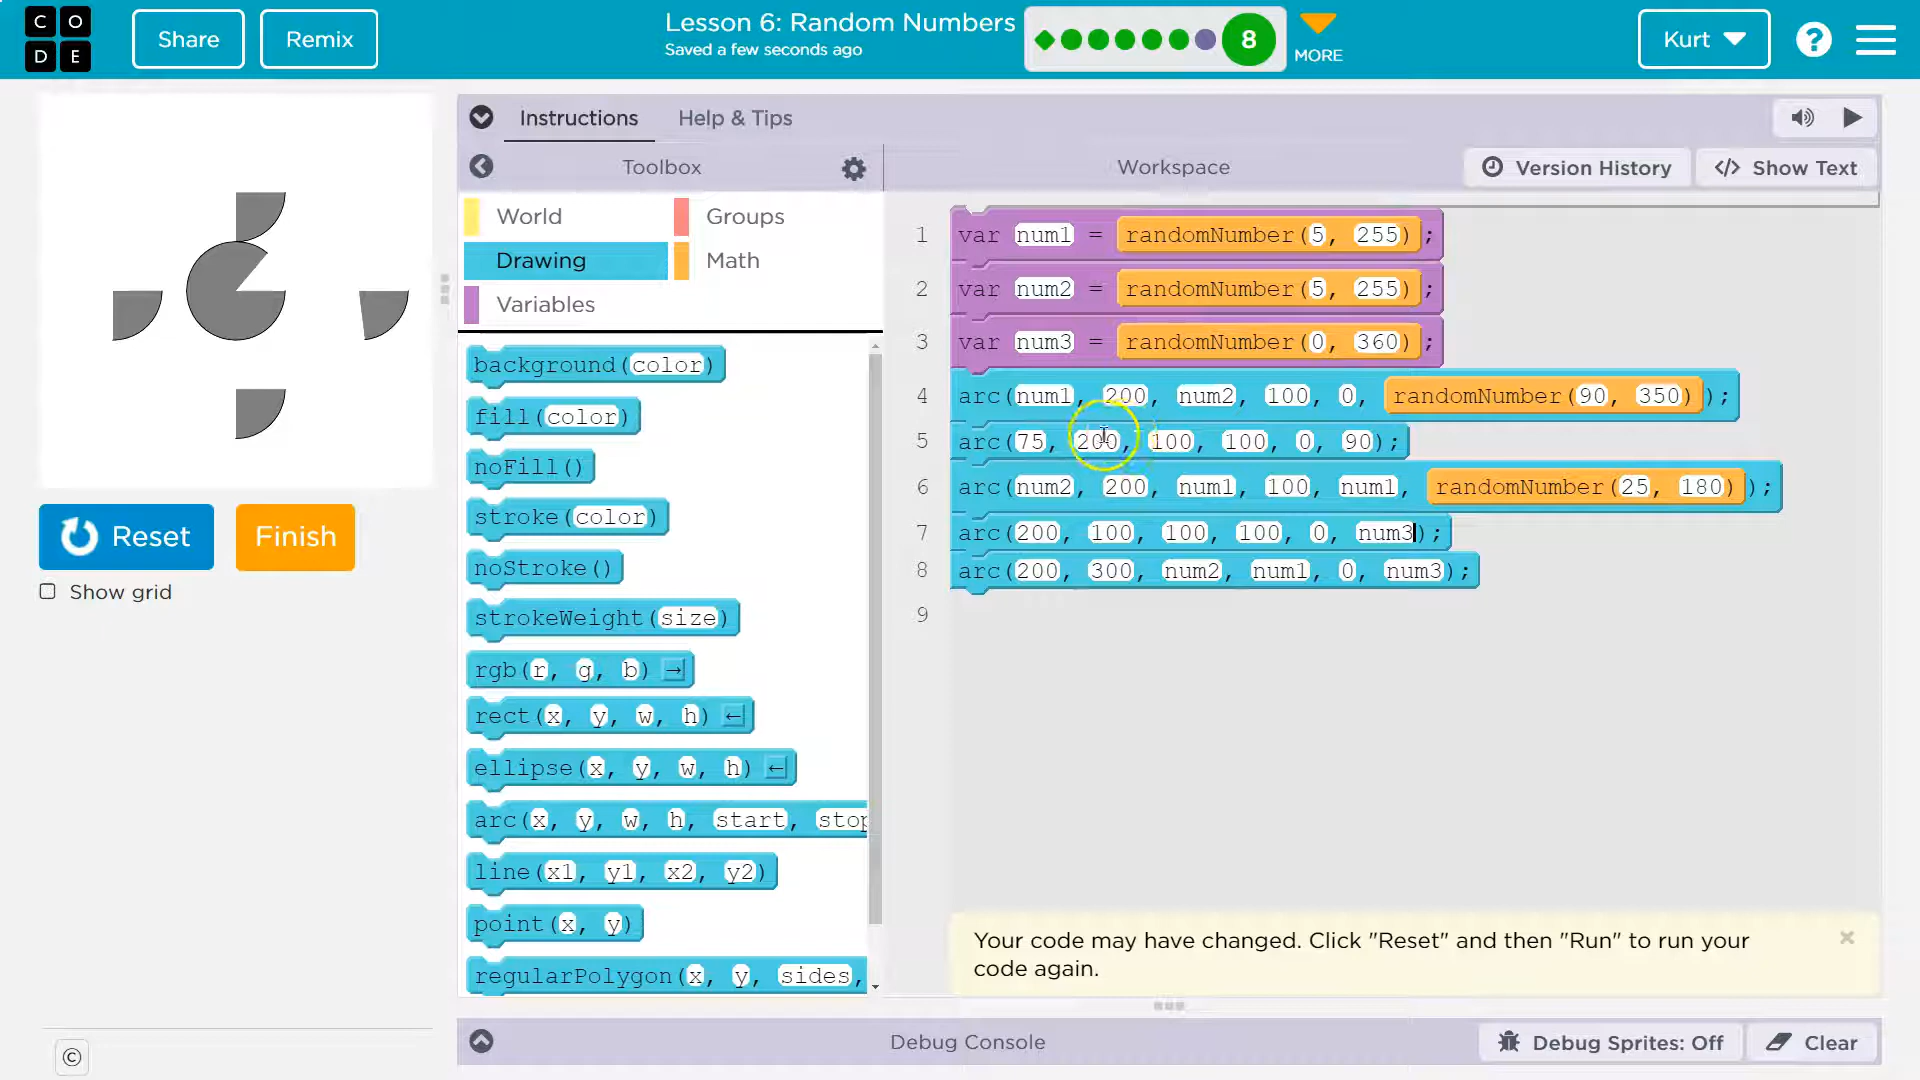 CO
DE
Share
Remix
Lesson 6: Random Numbers
Saved a few seconds ago
8
MORE
Kurt
?
Instructions
Help & Tips
Toolbox
Workspace
Version History
</> Show Text
World
Groups
Drawing
Math
Variables
background(color)
fill(color)
noFill()
stroke(color)
noStroke()
strokeWeight(size)
rgb(r, g, b) →
rect(x, y, w, h) ←
ellipse(x, y, w, h) ←
arc(x, y, w, h, start, stop
line(x1, y1, x2, y2)
point(x, y)
regularPolygon(x, y, sides,
1 var num1 = randomNumber(5, 255);
2 var num2 = randomNumber(5, 255);
3 var num3 = randomNumber(0, 360);
4 arc(num1, 200, num2, 100, 0, randomNumber(90, 350));
5 arc(75, 200, 100, 100, 0, 90);
6 arc(num2, 200, num1, 100, num1, randomNumber(25, 180));
7 arc(200, 100, 100, 100, 0, num3);
8 arc(200, 300, num2, num1, 0, num3);
9
Reset
Finish
Show grid
Your code may have changed. Click "Reset" and then "Run" to run your
code again.
×
©
Debug Console
Debug Sprites: Off
Clear